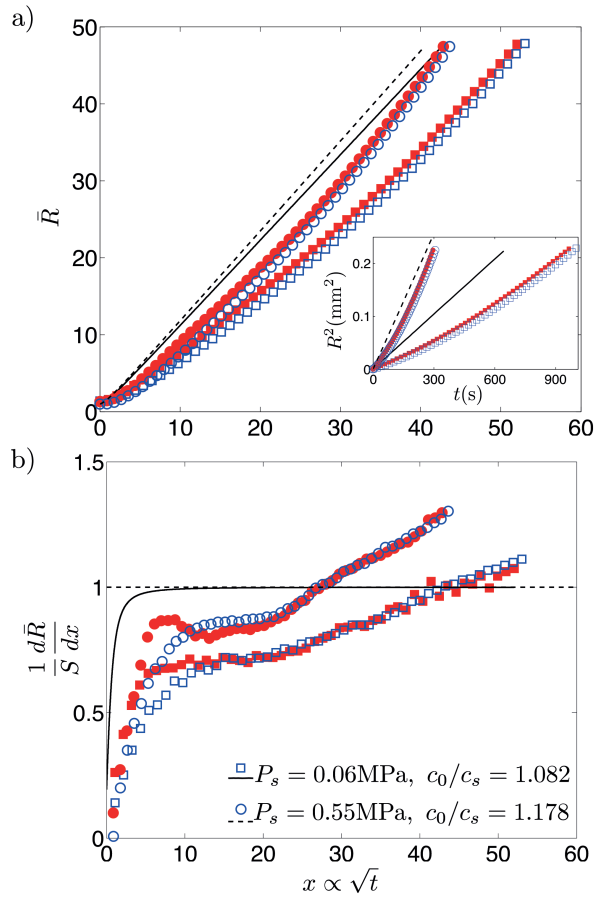 a)
50
40
30
20
10
0
R̄
0 10 20 30 40 50 60
0.2
0.1
0
R²(mm²)
0 300 600 900
t(s)
b)
1.5
1
0.5
0
1/S dR̄/dx
P_s = 0.06MPa, c_0/c_s = 1.082
P_s = 0.55MPa, c_0/c_s = 1.178
0 10 20 30 40 50 60
x ∝ √t